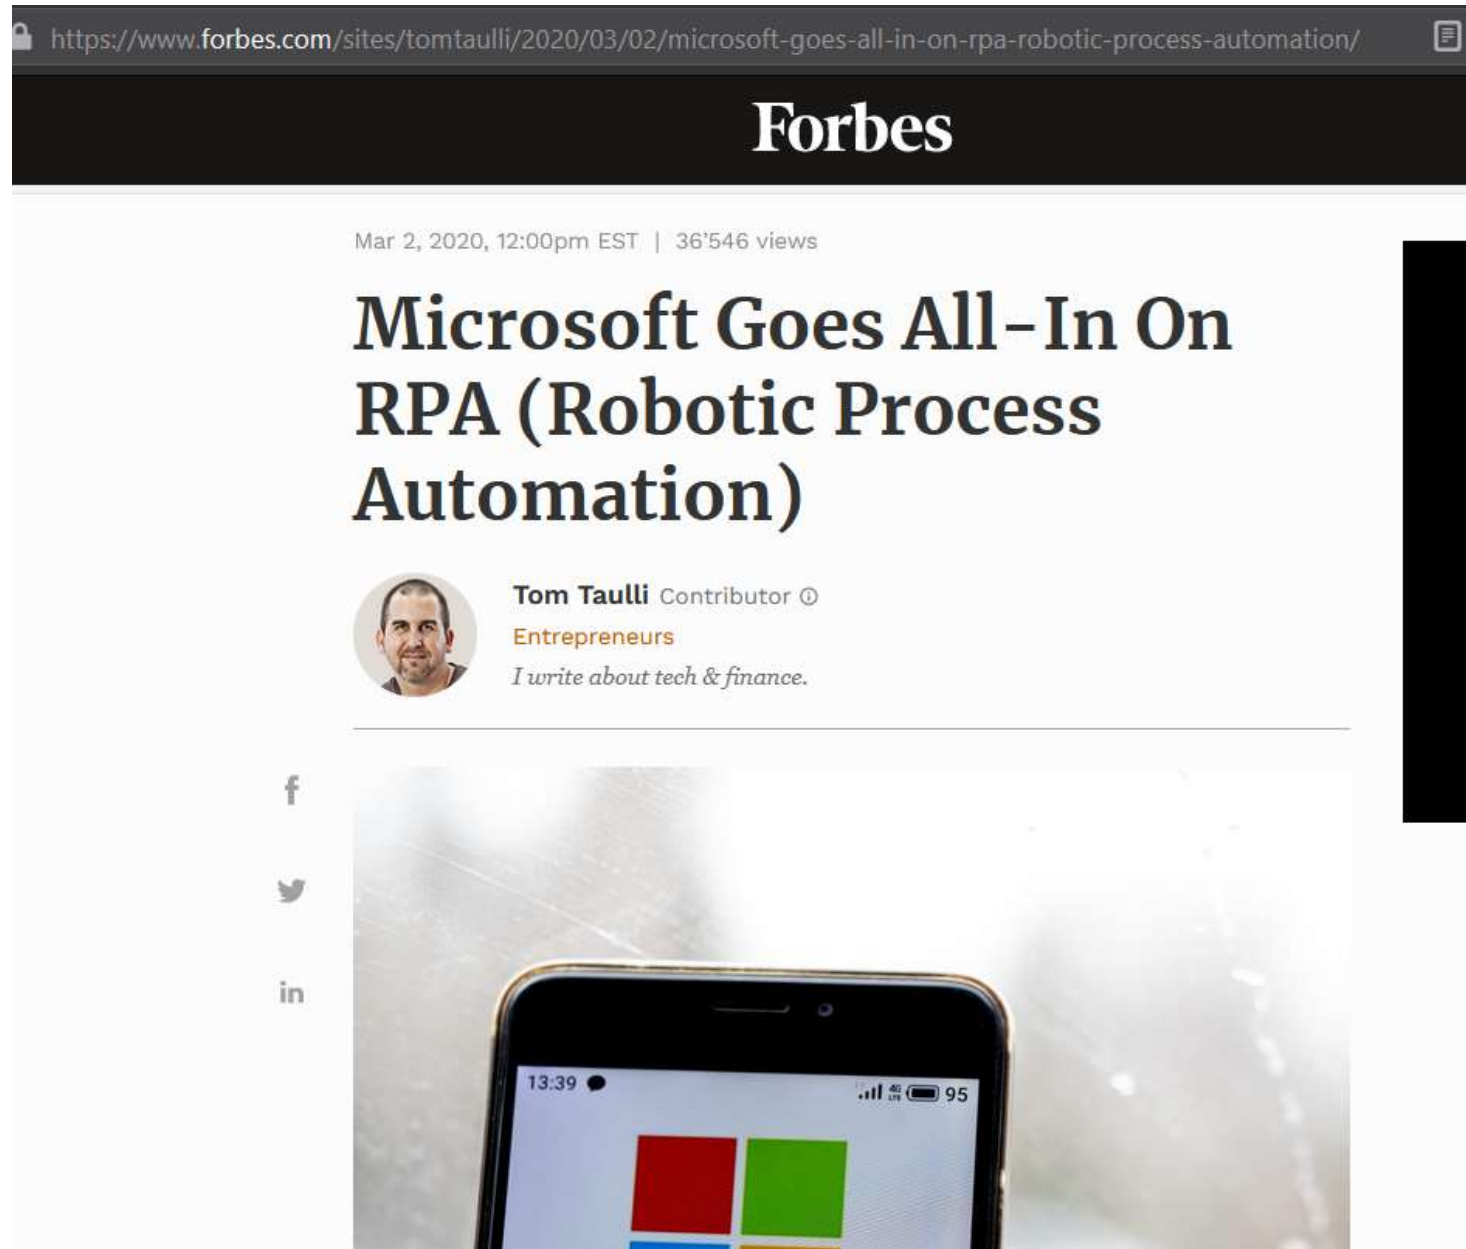 https://www.forbes.com/sites/tomtaulli/2020/03/02/microsoft-goes-all-in-on-rpa-robotic-process-automation/
Forbes
Mar 2, 2020, 12:00pm EST | 36'546 views
Microsoft Goes All-In On
RPA (Robotic Process
Automation)
Tom Taulli Contributor
Entrepreneurs
I write about tech & finance.
f
in
13:39 4G LTE 95